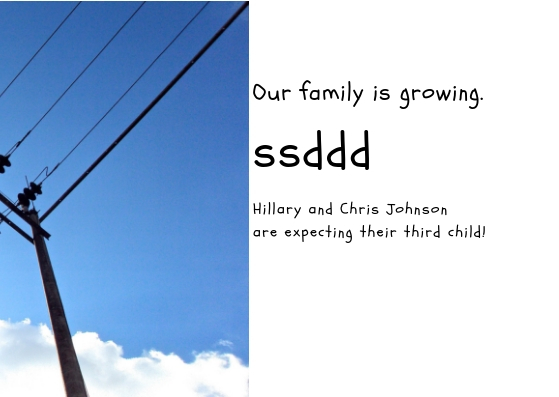 Our family is growing.
ssddd
Hillary and Chris Johnson
are expecting their third child!